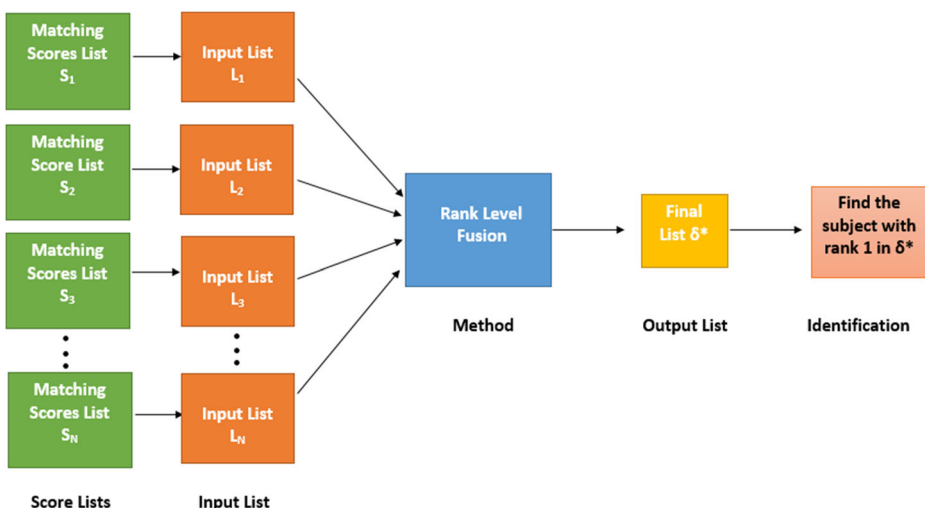 Matching
Scores List
S₁
Input List
L₁
Matching
Score List
S₂
Input List
L₂
Matching
Scores List
S₃
Input List
L₃
Matching
Scores List
S_N
Input List
L_N
Score Lists
Input List
Rank Level
Fusion
Method
Final
List δ*
Output List
Find the
subject with
rank 1 in δ*
Identification